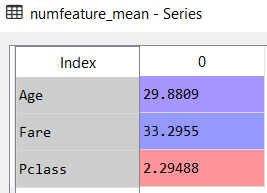 numfeature_mean - Series
Index 0
Age 29.8809
Fare 33.2955
Pclass 2.29488